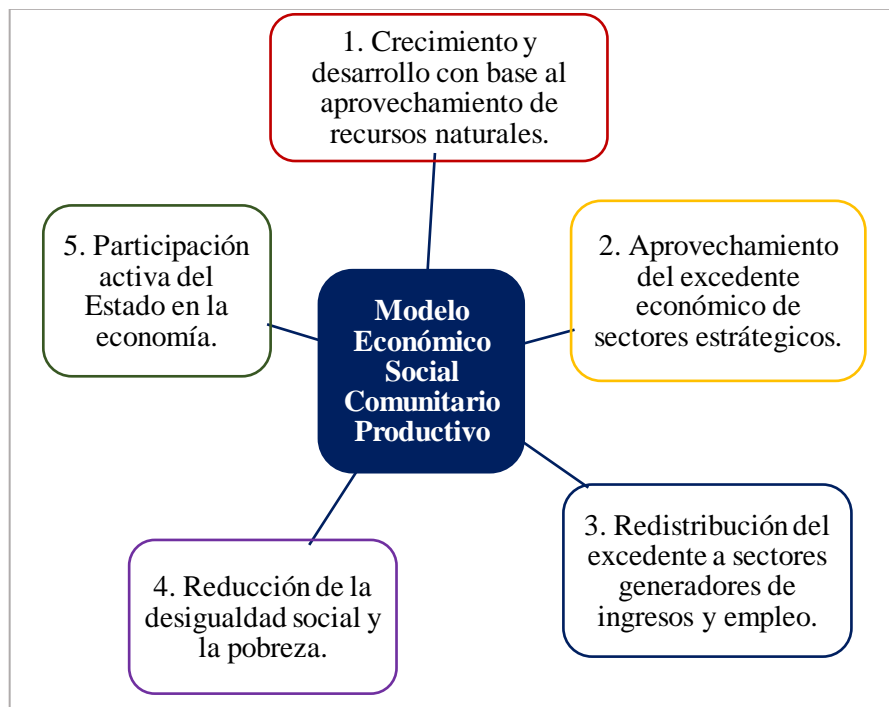 1. Crecimiento y
desarrollo con base al
aprovechamiento de
recursos naturales.
2. Aprovechamiento
del excedente
económico de
sectores estrátegicos.
3. Redistribución del
excedente a sectores
generadores de
ingresos y empleo.
4. Reducción de la
desigualdad social y
la pobreza.
5. Participación
activa del
Estado en la
economía.
Modelo
Económico
Social
Comunitario
Productivo